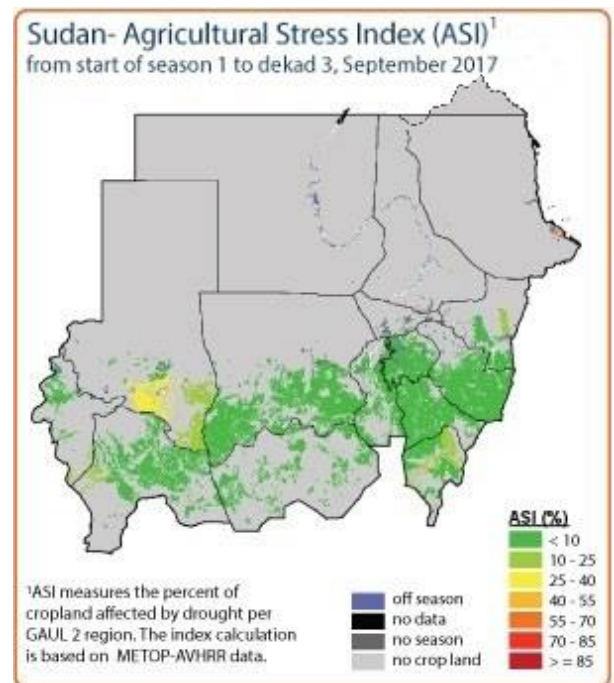 Sudan- Agricultural Stress Index (ASI)¹
from start of season 1 to dekad 3, September 2017
ASI (%)
< 10
10 - 25
25 - 40
40 - 55
55 - 70
70 - 85
> = 85
off season
no data
no season
no crop land
¹ASI measures the percent of
cropland affected by drought per
GAUL 2 region. The index calculation
is based on METOP-AVHRR data.